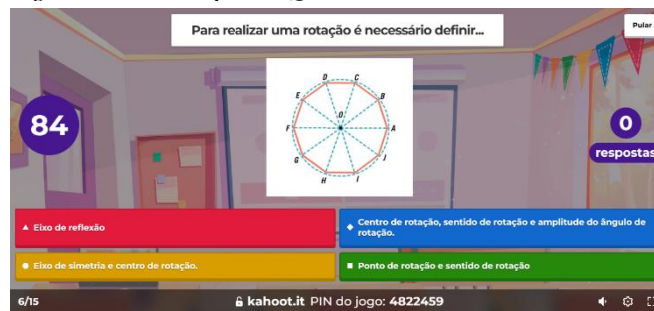 Para realizar uma rotação é necessário definir...
Pular
84
D
C
E
B
O
F
A
G
J
H
I
0
respostas
Eixo de reflexão
Centro de rotação, sentido de rotação e amplitude do ângulo de
rotação.
Eixo de simetria e centro de rotação.
Ponto de rotação e sentido de rotação
6/15
kahoot.it PIN do jogo: 4822459